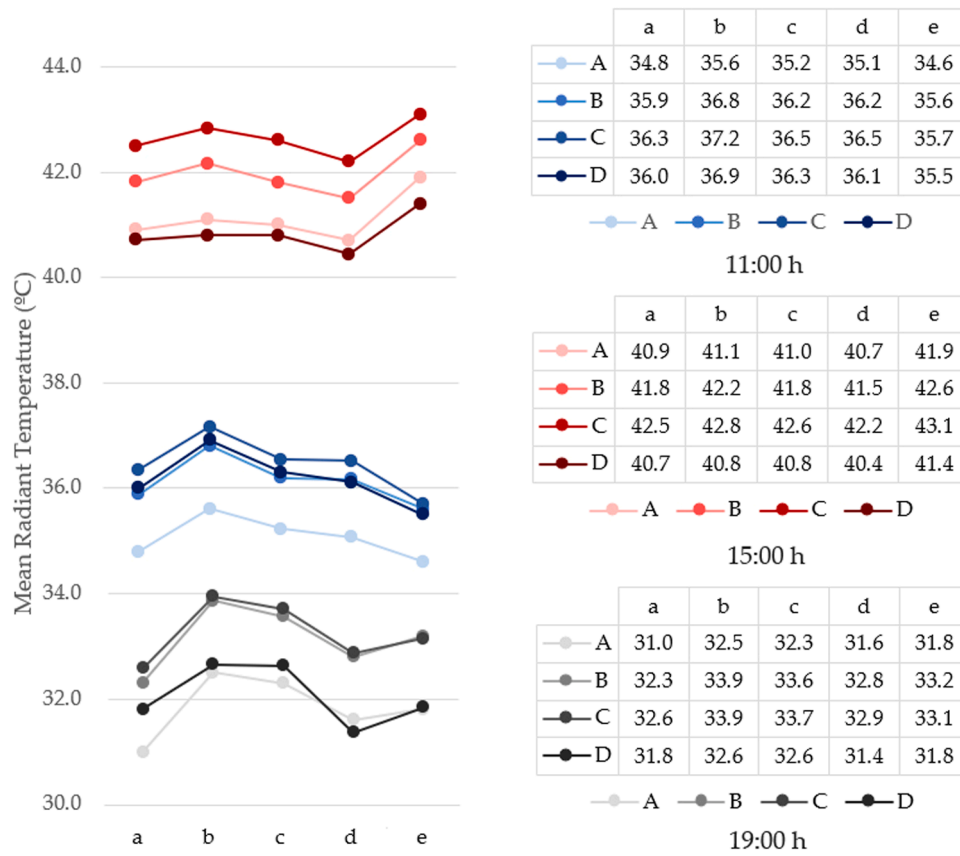 Mean Radiant Temperature (ºC)
44.0
42.0
40.0
38.0
36.0
34.0
32.0
30.0
a b c d e
a b c d e
A 34.8 35.6 35.2 35.1 34.6
B 35.9 36.8 36.2 36.2 35.6
C 36.3 37.2 36.5 36.5 35.7
D 36.0 36.9 36.3 36.1 35.5
A B C D
11:00 h
a b c d e
A 40.9 41.1 41.0 40.7 41.9
B 41.8 42.2 41.8 41.5 42.6
C 42.5 42.8 42.6 42.2 43.1
D 40.7 40.8 40.8 40.4 41.4
A B C D
15:00 h
a b c d e
A 31.0 32.5 32.3 31.6 31.8
B 32.3 33.9 33.6 32.8 33.2
C 32.6 33.9 33.7 32.9 33.1
D 31.8 32.6 32.6 31.4 31.8
A B C D
19:00 h